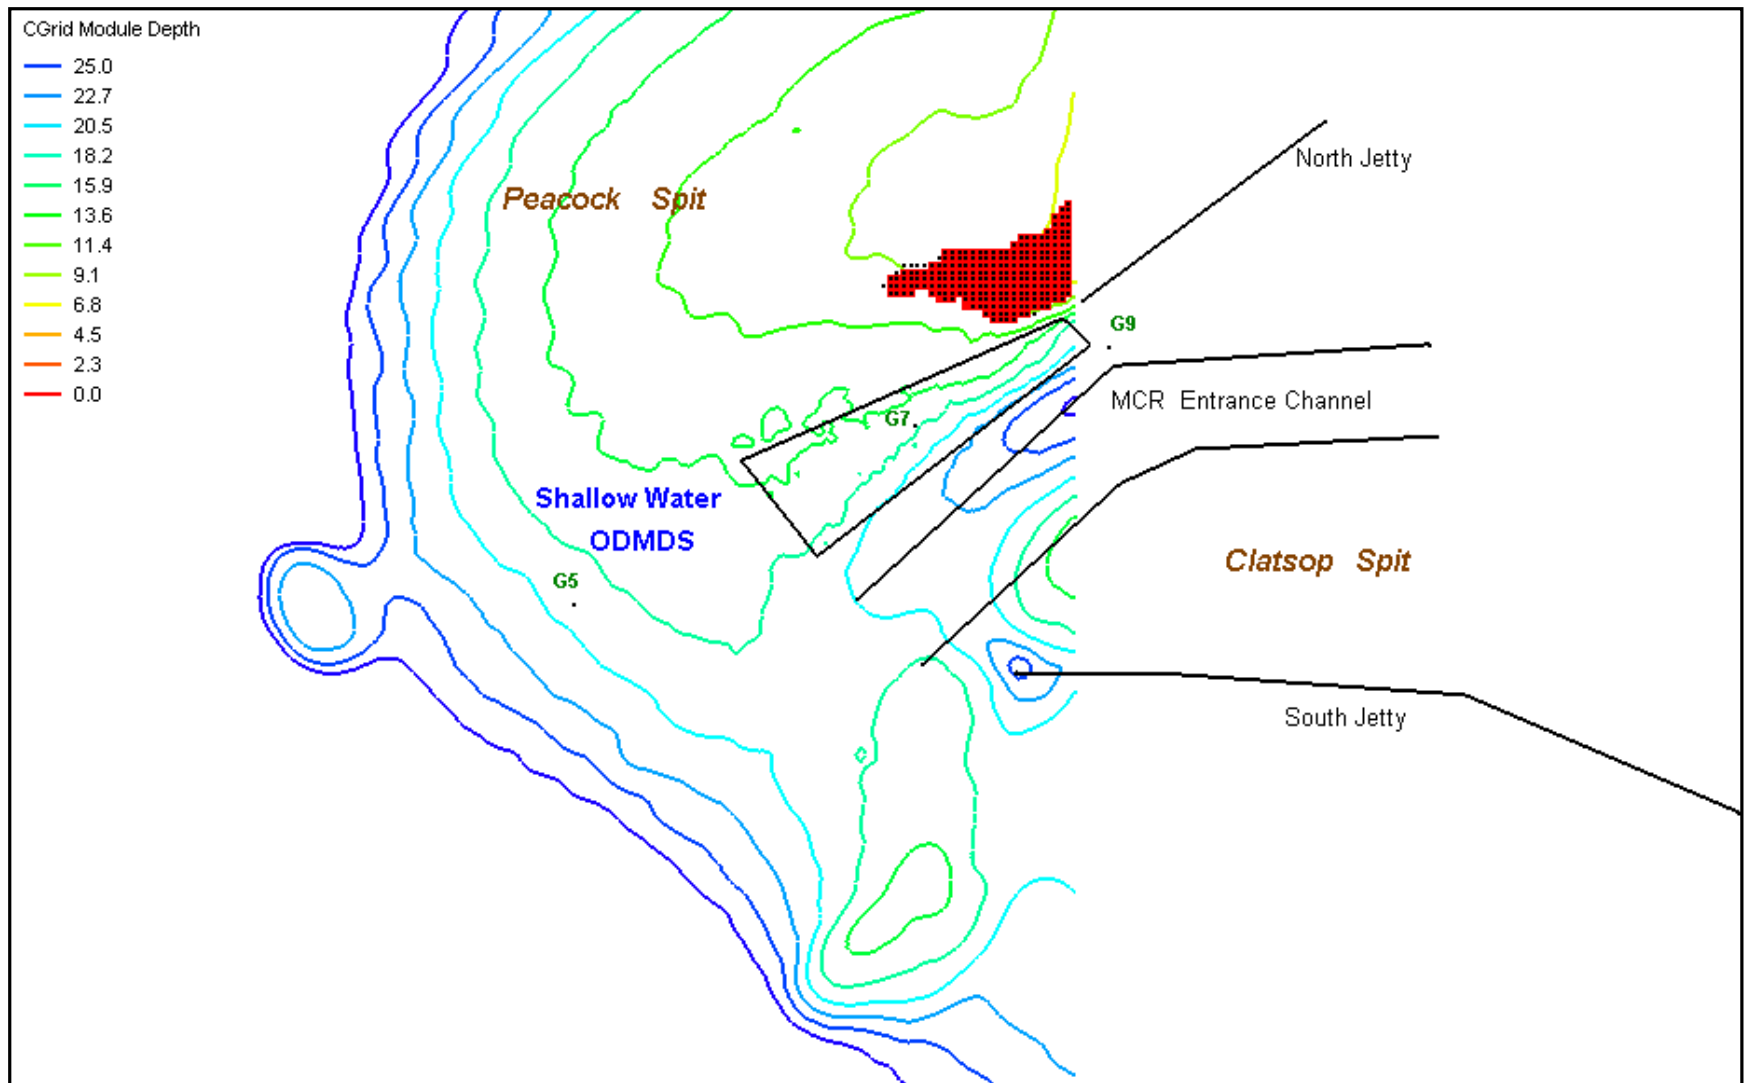 CGrid Module Depth
25.0
22.7
20.5
18.2
15.9
13.6
11.4
9.1
6.8
4.5
2.3
0.0
North Jetty
Peacock Spit
G9
MCR Entrance Channel
G7
Shallow Water
ODMDS
Clatsop Spit
G5
South Jetty